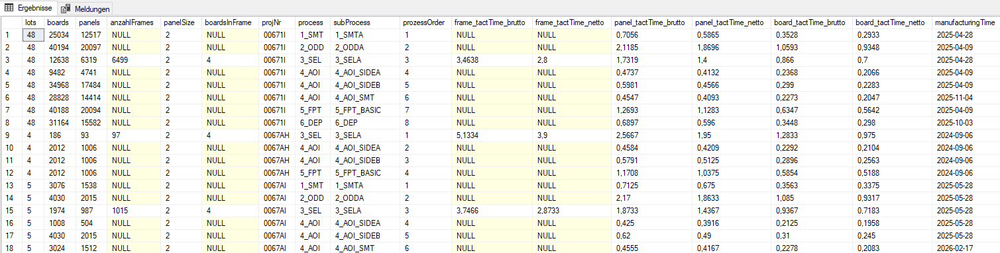 Ergebnisse Meldungen
lots boards panels anzahlFrames panelSize boardsInFrame projNr process subProcess prozessOrder frame_tactTime_brutto frame_tactTime_netto panel_tactTime_brutto panel_tactTime_netto board_tactTime_brutto board_tactTime_netto manufacturingTime
1 48 25034 12517 NULL 2 NULL 00671I 1_SMT 1_SMTA 1 NULL NULL 0,7056 0,5865 0,3528 0,2933 2025-04-28
2 48 40194 20097 NULL 2 NULL 00671I 2_ODD 2_ODDA 2 NULL NULL 2,1185 1,8696 1,0593 0,9348 2025-04-09
3 48 12638 6319 6499 2 4 00671I 3_SEL 3_SELA 3 3,4638 2,8 1,7319 1,4 0,866 0,7 2025-04-28
4 48 9482 4741 NULL 2 NULL 00671I 4_AOI 4_AOI_SIDEA 4 NULL NULL 0,4737 0,4132 0,2368 0,2066 2025-04-09
5 48 34968 17484 NULL 2 NULL 00671I 4_AOI 4_AOI_SIDEB 5 NULL NULL 0,5981 0,4566 0,299 0,2283 2025-04-09
6 48 28828 14414 NULL 2 NULL 00671I 4_AOI 4_AOI_SMT 6 NULL NULL 0,4547 0,4093 0,2273 0,2047 2025-11-04
7 48 40188 20094 NULL 2 NULL 00671I 5_FPT 5_FPT_BASIC 7 NULL NULL 1,2693 1,1283 0,6347 0,5642 2025-04-09
8 48 31164 15582 NULL 2 NULL 00671I 6_DEP 6_DEP 8 NULL NULL 0,6897 0,596 0,3448 0,298 2025-10-03
9 4 186 93 97 2 4 0067AH 3_SEL 3_SELA 1 5,1334 3,9 2,5667 1,95 1,2833 0,975 2024-09-06
10 4 2012 1006 NULL 2 NULL 0067AH 4_AOI 4_AOI_SIDEA 2 NULL NULL 0,4584 0,4209 0,2292 0,2104 2024-09-06
11 4 2012 1006 NULL 2 NULL 0067AH 4_AOI 4_AOI_SIDEB 3 NULL NULL 0,5791 0,5125 0,2896 0,2563 2024-09-06
12 4 2012 1006 NULL 2 NULL 0067AH 5_FPT 5_FPT_BASIC 4 NULL NULL 1,1708 1,0375 0,5854 0,5188 2024-09-06
13 5 3076 1538 NULL 2 NULL 0067AI 1_SMT 1_SMTA 1 NULL NULL 0,7125 0,675 0,3563 0,3375 2025-05-28
14 5 4030 2015 NULL 2 NULL 0067AI 2_ODD 2_ODDA 2 NULL NULL 2,17 1,8633 1,085 0,9317 2025-05-28
15 5 1974 987 1015 2 4 0067AI 3_SEL 3_SELA 3 3,7466 2,8733 1,8733 1,4367 0,9367 0,7183 2025-05-28
16 5 1008 504 NULL 2 NULL 0067AI 4_AOI 4_AOI_SIDEA 4 NULL NULL 0,425 0,3916 0,2125 0,1958 2025-05-28
17 5 4030 2015 NULL 2 NULL 0067AI 4_AOI 4_AOI_SIDEB 5 NULL NULL 0,62 0,49 0,31 0,245 2025-05-28
18 5 3024 1512 NULL 2 NULL 0067AI 4_AOI 4_AOI_SMT 6 NULL NULL 0,4555 0,4167 0,2278 0,2083 2026-02-17